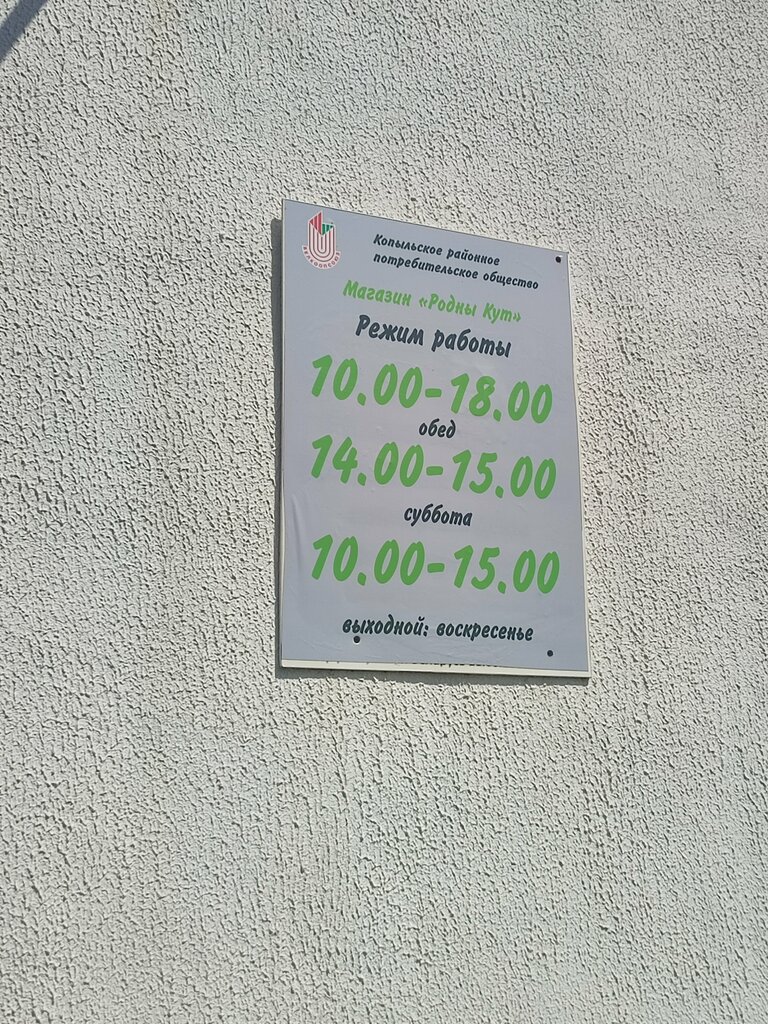 БЕЛКООПСОЮЗ
Копыльское районное
потребительское общество
Магазин «Родны Кут»
Режим работы
10.00-18.00
обед
14.00-15.00
суббота
10.00-15.00
выходной: воскресенье